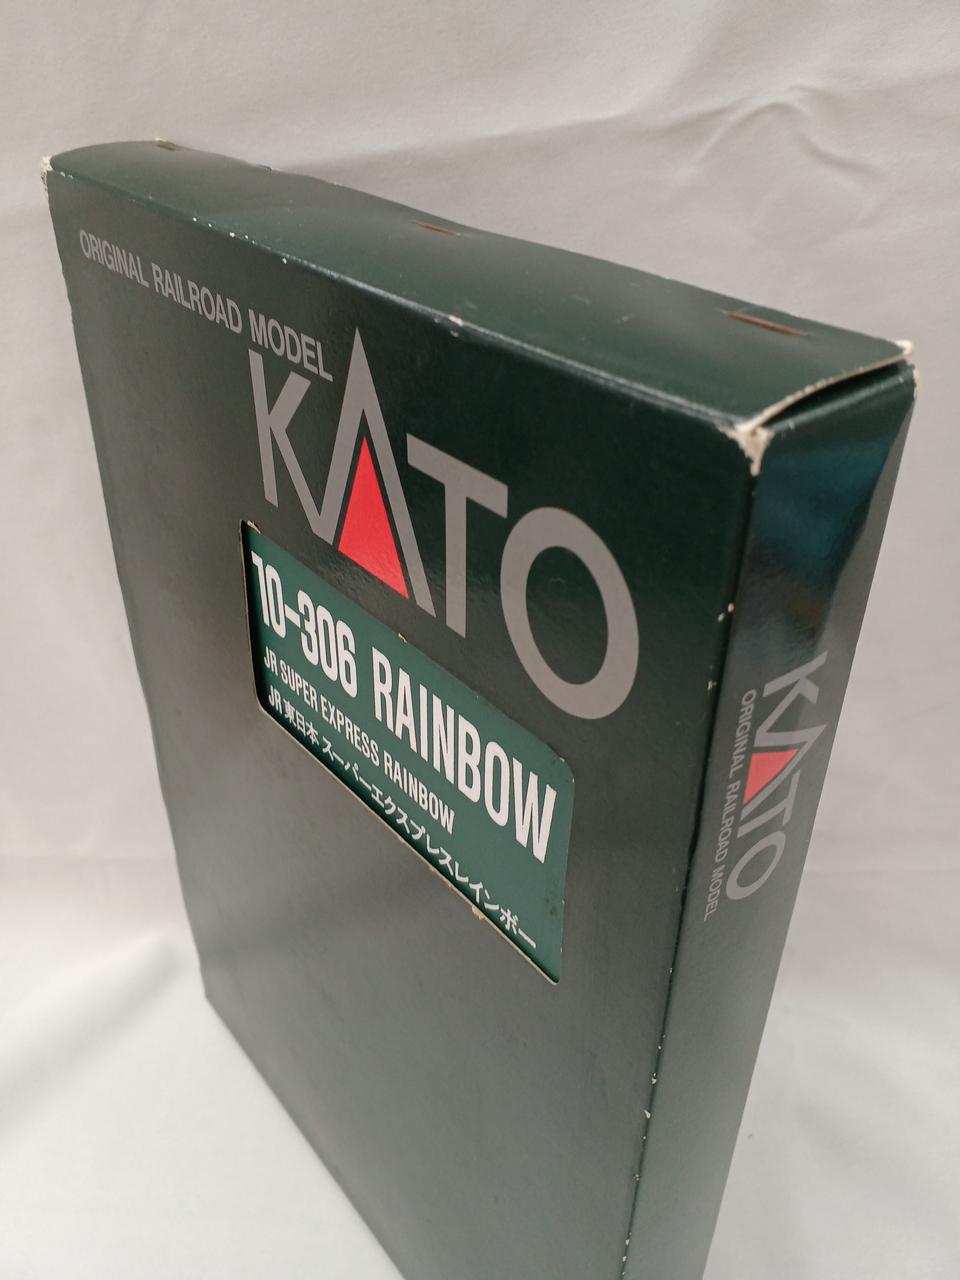 ORIGINAL RAILROAD MODEL
KATO
10-306 RAINBOW
JR SUPER EXPRESS RAINBOW
JR東日本 スーパーエクスプレスレインボー
KATO
ORIGINAL RAILROAD MODEL